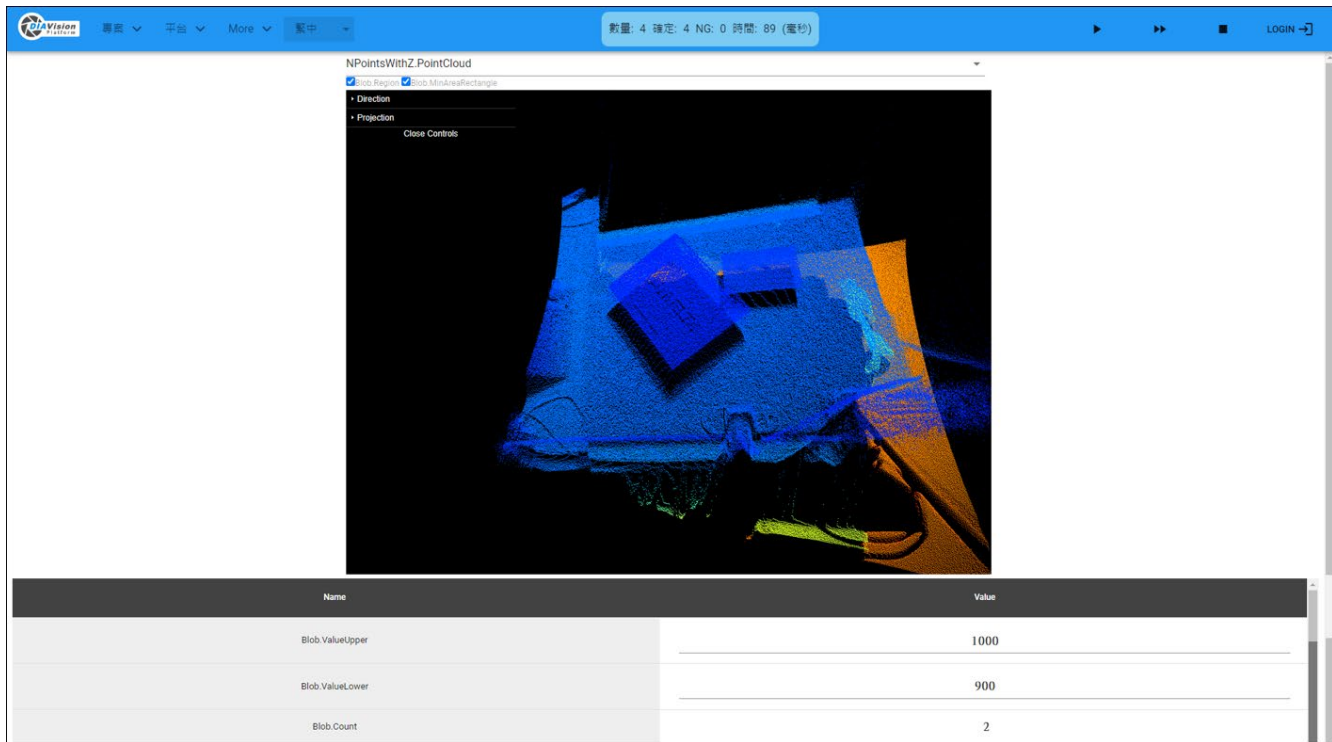 DIAVision
Platform
專案
平台
More
繁中
數量: 4 確定: 4 NG: 0 時間: 89 (毫秒)
LOGIN
NPointsWithZ.PointCloud
Blob.Region Blob.MinAreaRectangle
Direction
Projection
Close Controls
Name Value
Blob.ValueUpper 1000
Blob.ValueLower 900
Blob.Count 2